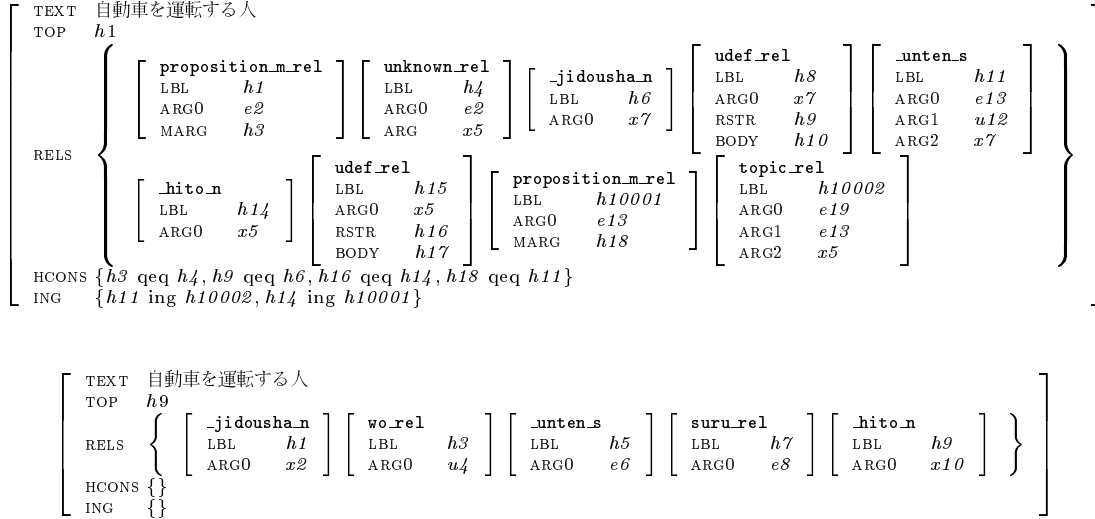 TEXT 自動車を運転する人
TOP h1
RELS
proposition_m_rel
LBL h1
ARG0 e2
MARG h3
unknown_rel
LBL h4
ARG0 e2
ARG x5
_jidousha_n
LBL h6
ARG0 x7
udef_rel
LBL h8
ARG0 x7
RSTR h9
BODY h10
_unten_s
LBL h11
ARG0 e13
ARG1 u12
ARG2 x7
_hito_n
LBL h14
ARG0 x5
udef_rel
LBL h15
ARG0 x5
RSTR h16
BODY h17
proposition_m_rel
LBL h10001
ARG0 e13
MARG h18
topic_rel
LBL h10002
ARG0 e19
ARG1 e13
ARG2 x5
HCONS {h3 qeq h4, h9 qeq h6, h16 qeq h14, h18 qeq h11}
ING {h11 ing h10002, h14 ing h10001}
TEXT 自動車を運転する人
TOP h9
RELS
_jidousha_n
LBL h1
ARG0 x2
wo_rel
LBL h3
ARG0 u4
_unten_s
LBL h5
ARG0 e6
suru_rel
LBL h7
ARG0 e8
_hito_n
LBL h9
ARG0 x10
HCONS {}
ING {}